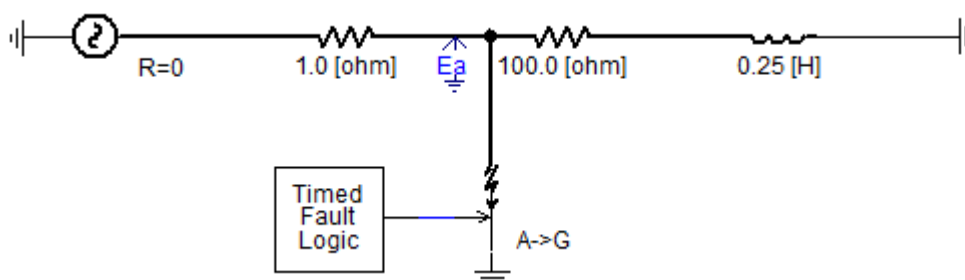 R=0
1.0 [ohm]
Ea
100.0 [ohm]
0.25 [H]
Timed
Fault
Logic
A->G